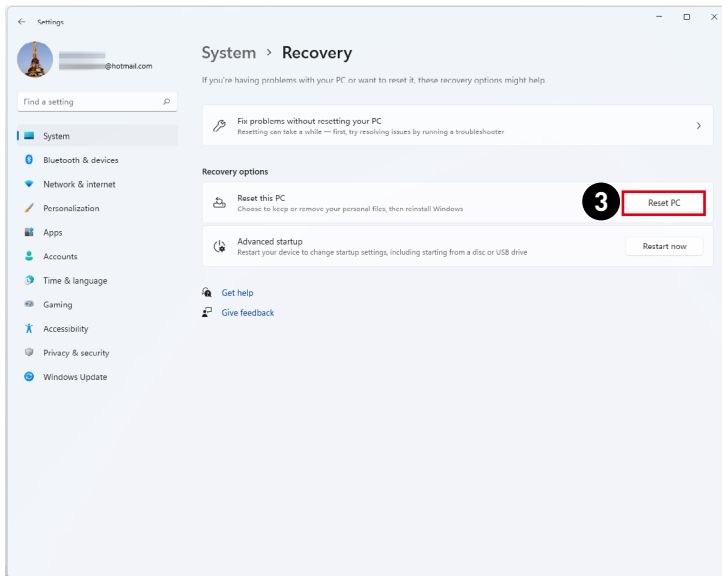 Settings
@hotmail.com
Find a setting
System
Bluetooth & devices
Network & internet
Personalization
Apps
Accounts
Time & language
Gaming
Accessibility
Privacy & security
Windows Update
System > Recovery
If you're having problems with your PC or want to reset it, these recovery options might help.
Fix problems without resetting your PC
Resetting can take a while — first, try resolving issues by running a troubleshooter
Recovery options
Reset this PC
Choose to keep or remove your personal files, then reinstall Windows
3
Reset PC
Advanced startup
Restart your device to change startup settings, including starting from a disc or USB drive
Restart now
Get help
Give feedback